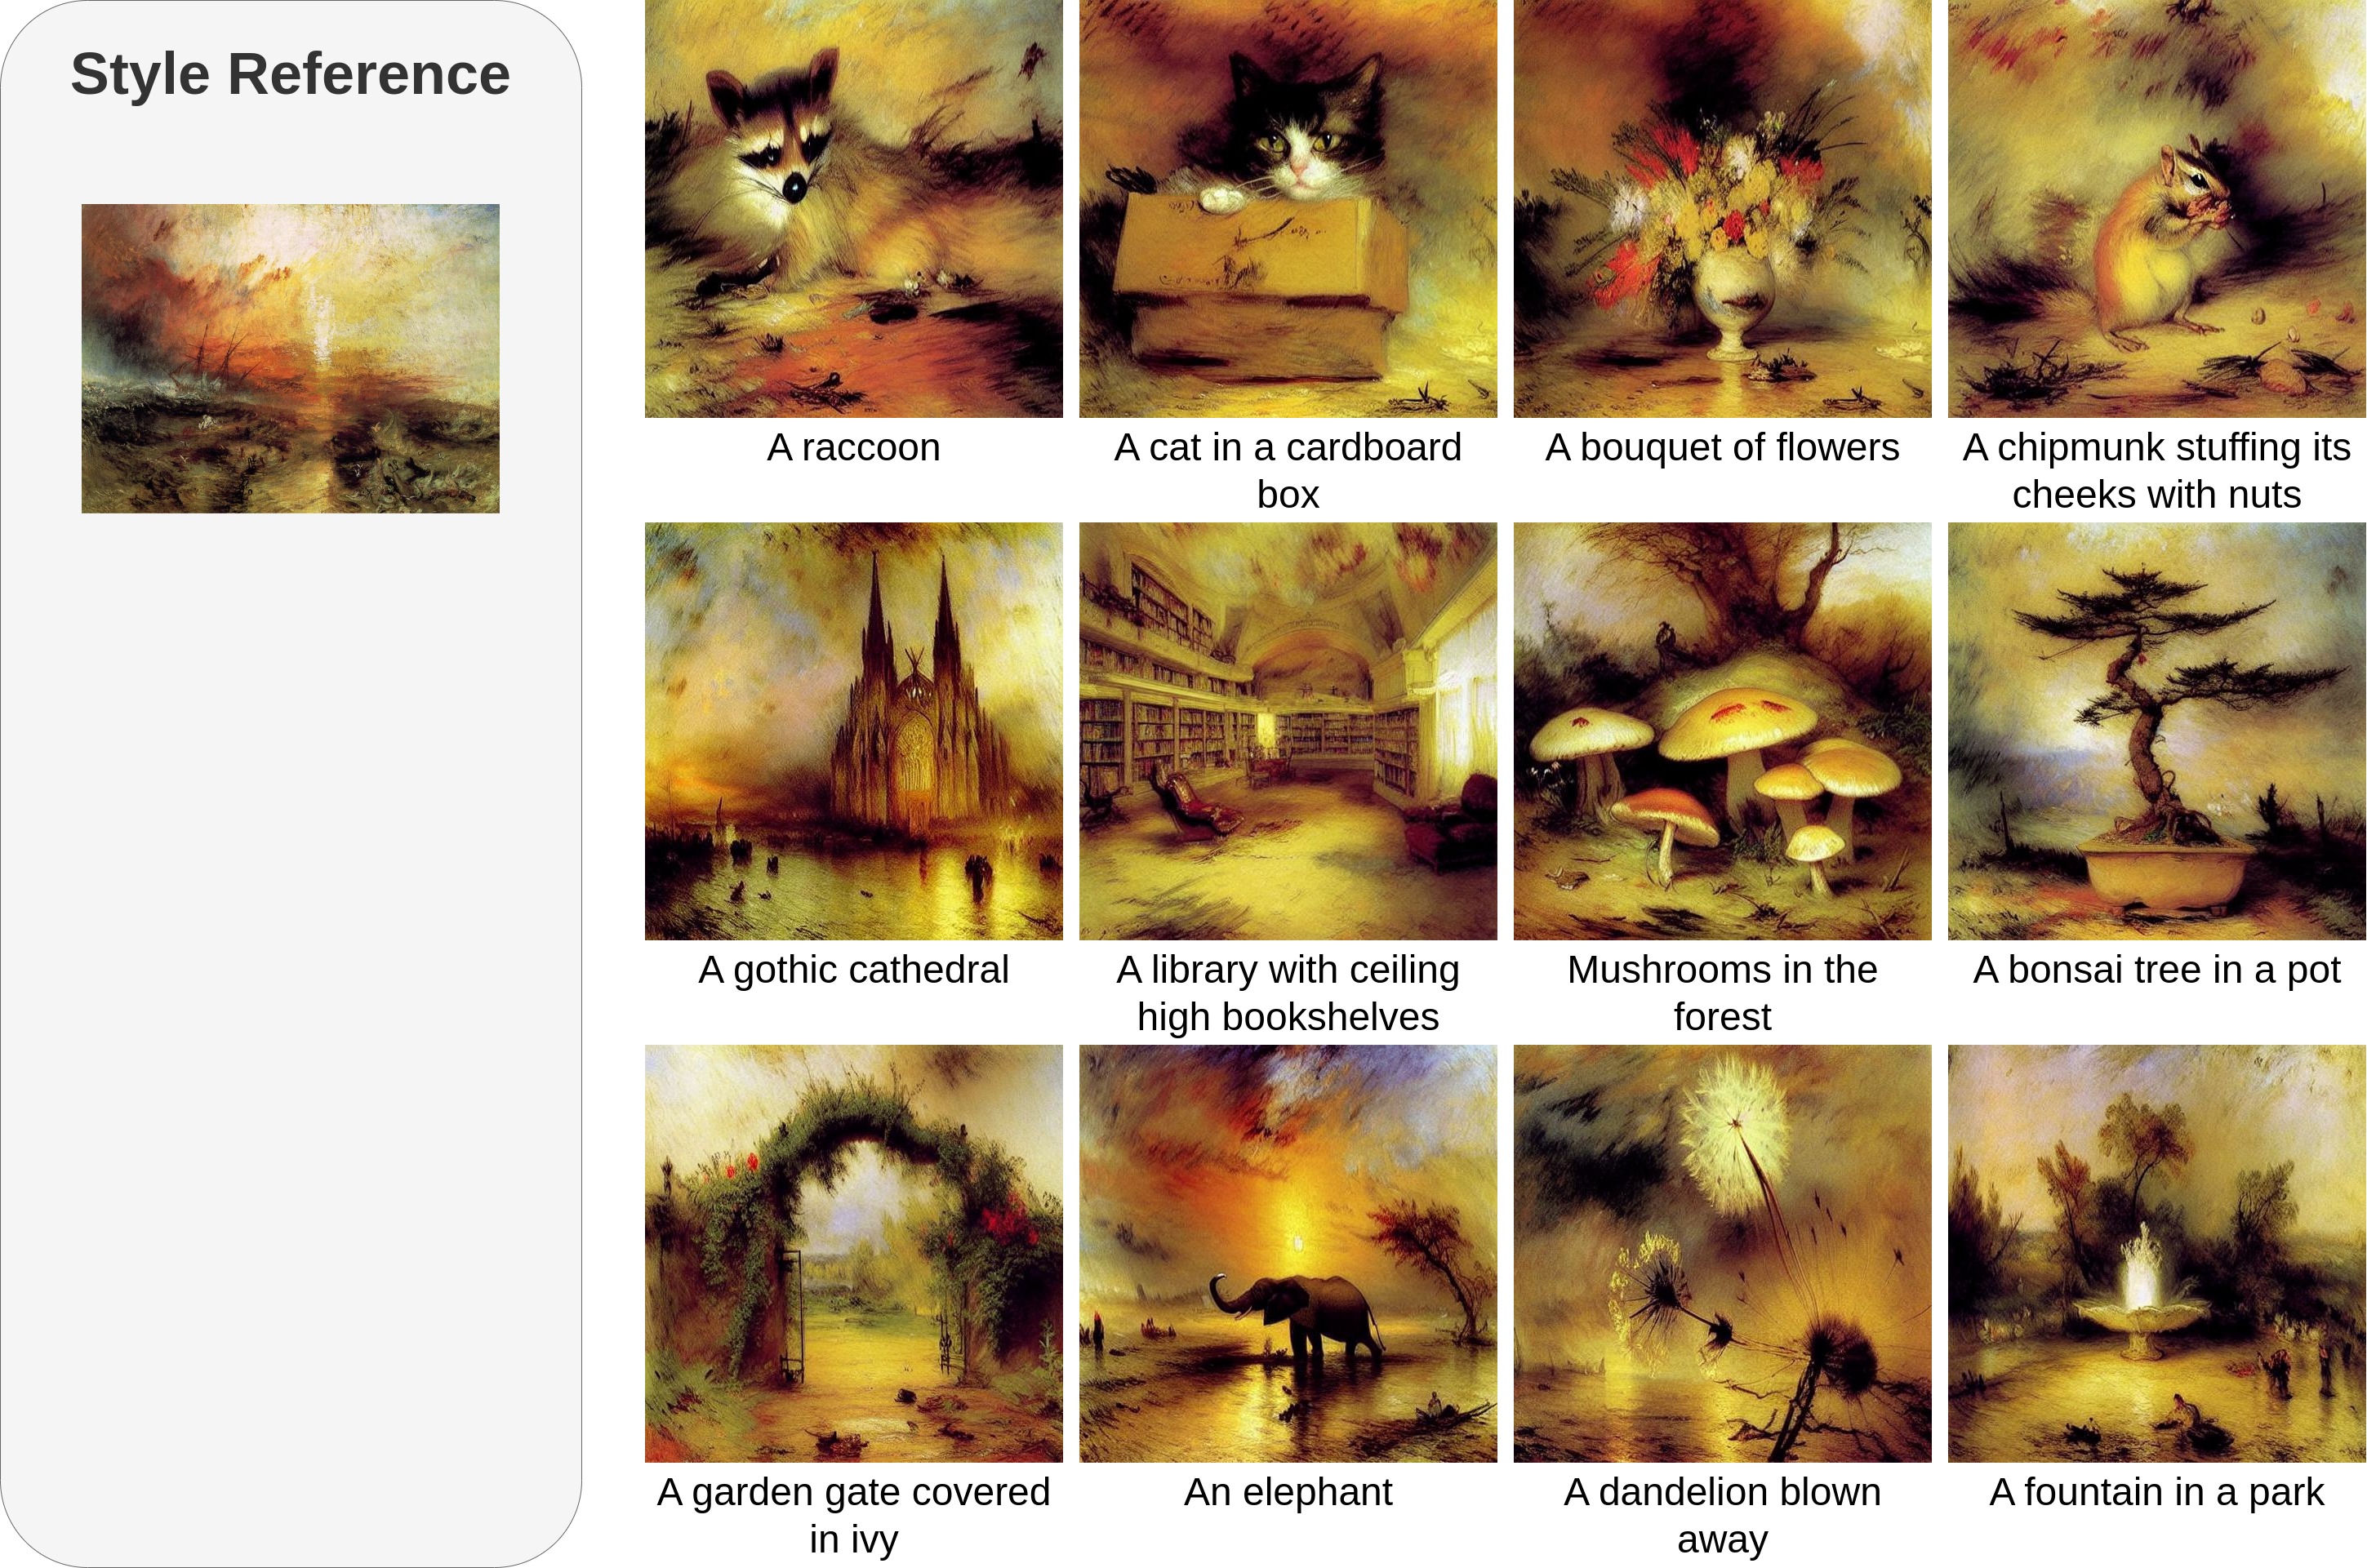 Style Reference
A raccoon
A cat in a cardboard
box
A bouquet of flowers
A chipmunk stuffing its
cheeks with nuts
A gothic cathedral
A library with ceiling
high bookshelves
Mushrooms in the
forest
A bonsai tree in a pot
A garden gate covered
in ivy
An elephant
A dandelion blown
away
A fountain in a park